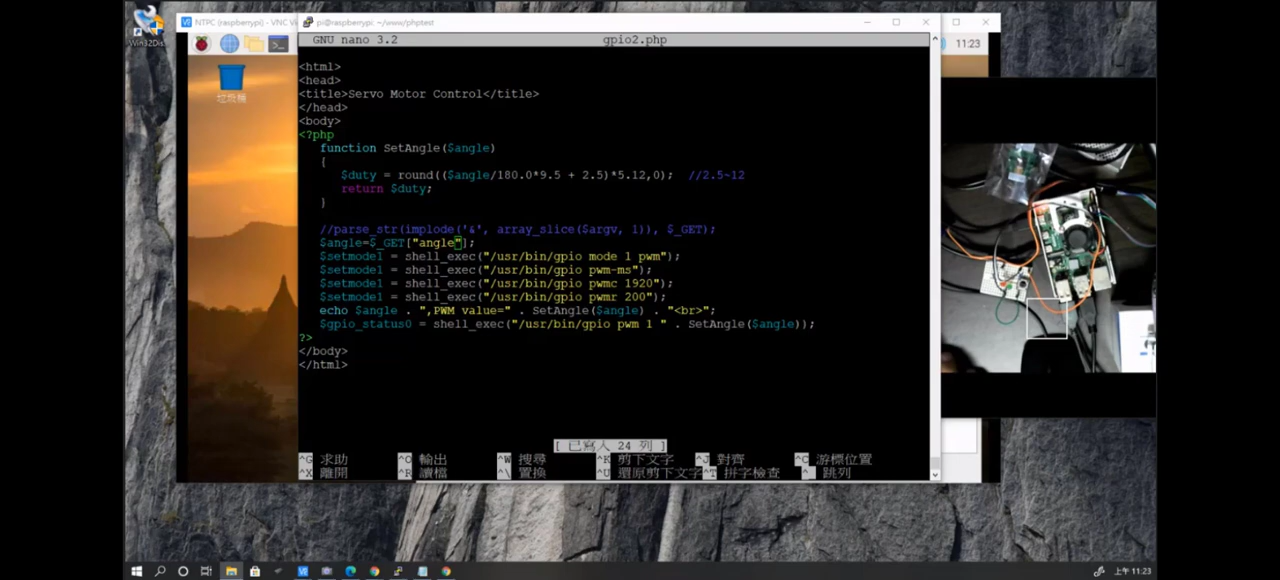 NTPC (raspberrypi) - VNC Vi
pi@raspberrypi: ~/www/phptest
Win32Dis
11:23
GNU nano 3.2
gpio2.php
<html>
<head>
<title>Servo Motor Control</title>
</head>
<body>
<?php
function SetAngle($angle)
{
$duty = round(($angle/180.0*9.5 + 2.5)*5.12,0); //2.5~12
return $duty;
}
//parse_str(implode('&', array_slice($argv, 1)), $_GET);
$angle=$_GET["angle"];
$setmode1 = shell_exec("/usr/bin/gpio mode 1 pwm");
$setmode1 = shell_exec("/usr/bin/gpio pwm-ms");
$setmode1 = shell_exec("/usr/bin/gpio pwmc 1920");
$setmode1 = shell_exec("/usr/bin/gpio pwmr 200");
echo $angle . ",PWM value=" . SetAngle($angle) . "<br>";
$gpio_status0 = shell_exec("/usr/bin/gpio pwm 1 " . SetAngle($angle));
?>
</body>
</html>
[ 已寫入 24 列 ]
^G 求助 ^O 輸出 ^W 搜尋 ^K 剪下文字 ^J 對齊 ^C 游標位置
^X 離開 ^R 讀檔 ^\ 置換 ^U 還原剪下文字 ^T 拼字檢查 ^_ 跳列
垃圾桶
上午 11:23